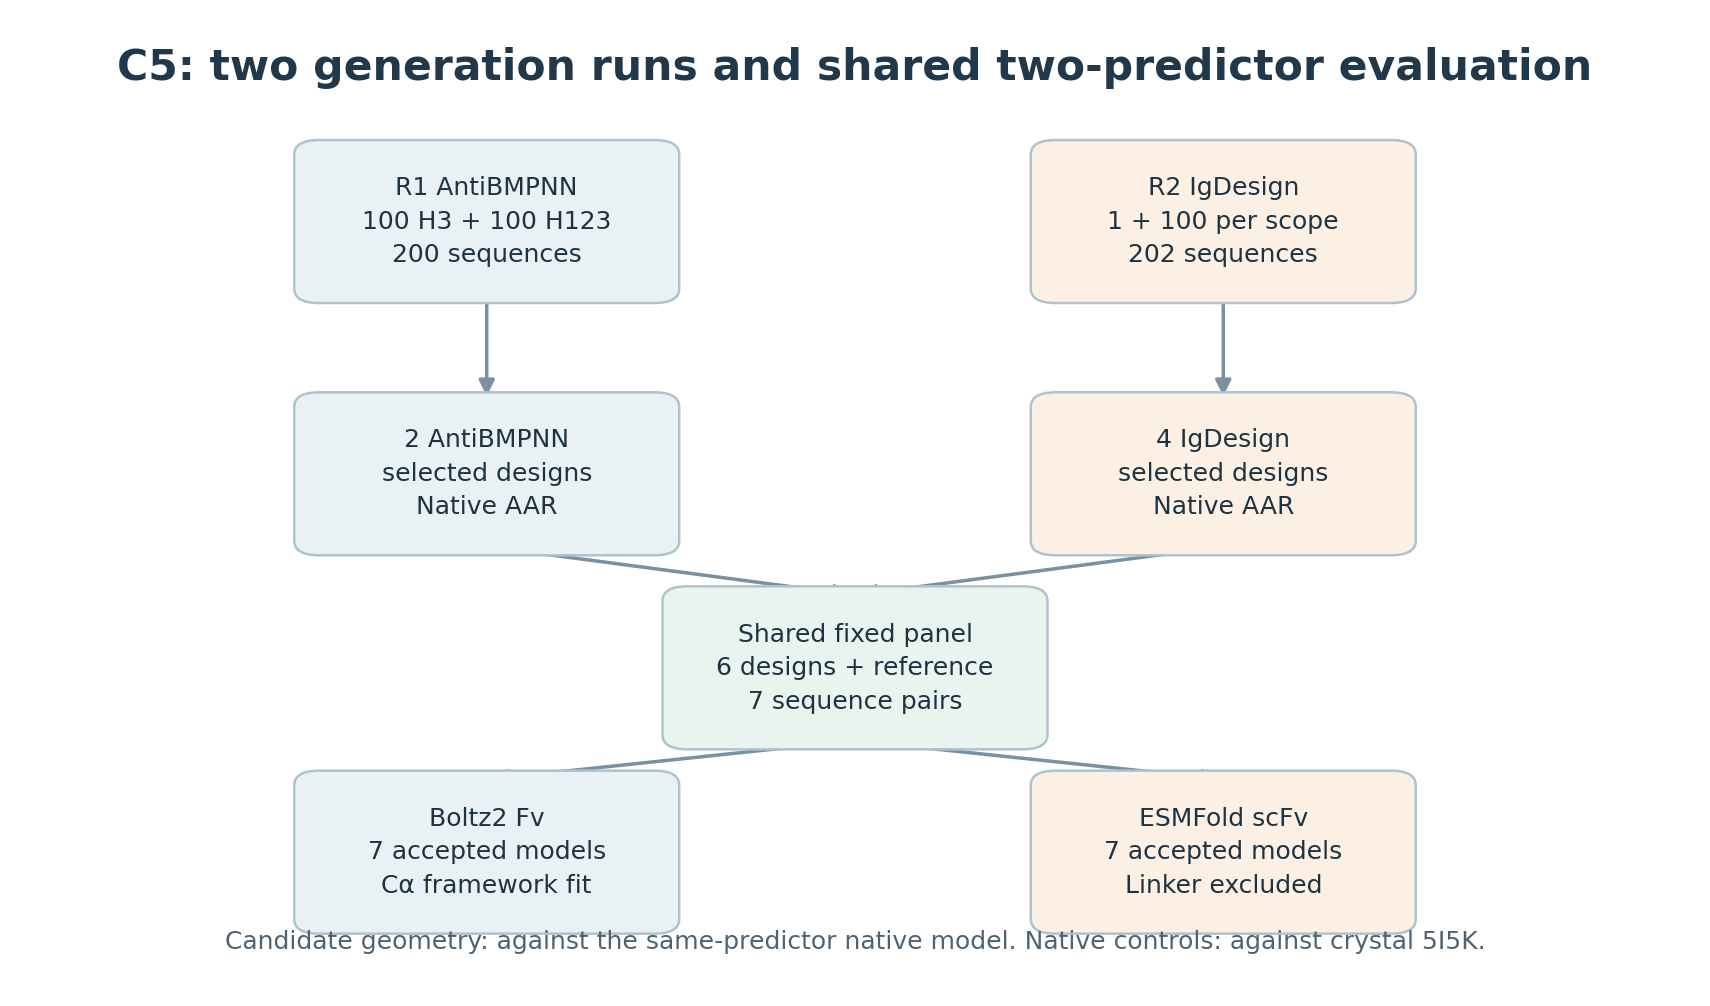 C5: two generation runs and shared two-predictor evaluation
R1 AntiBMPNN
100 H3 + 100 H123
200 sequences
R2 IgDesign
1 + 100 per scope
202 sequences
2 AntiBMPNN
selected designs
Native AAR
4 IgDesign
selected designs
Native AAR
Shared fixed panel
6 designs + reference
7 sequence pairs
Boltz2 Fv
7 accepted models
Cα framework fit
ESMFold scFv
7 accepted models
Linker excluded
Candidate geometry: against the same-predictor native model. Native controls: against crystal 5I5K.